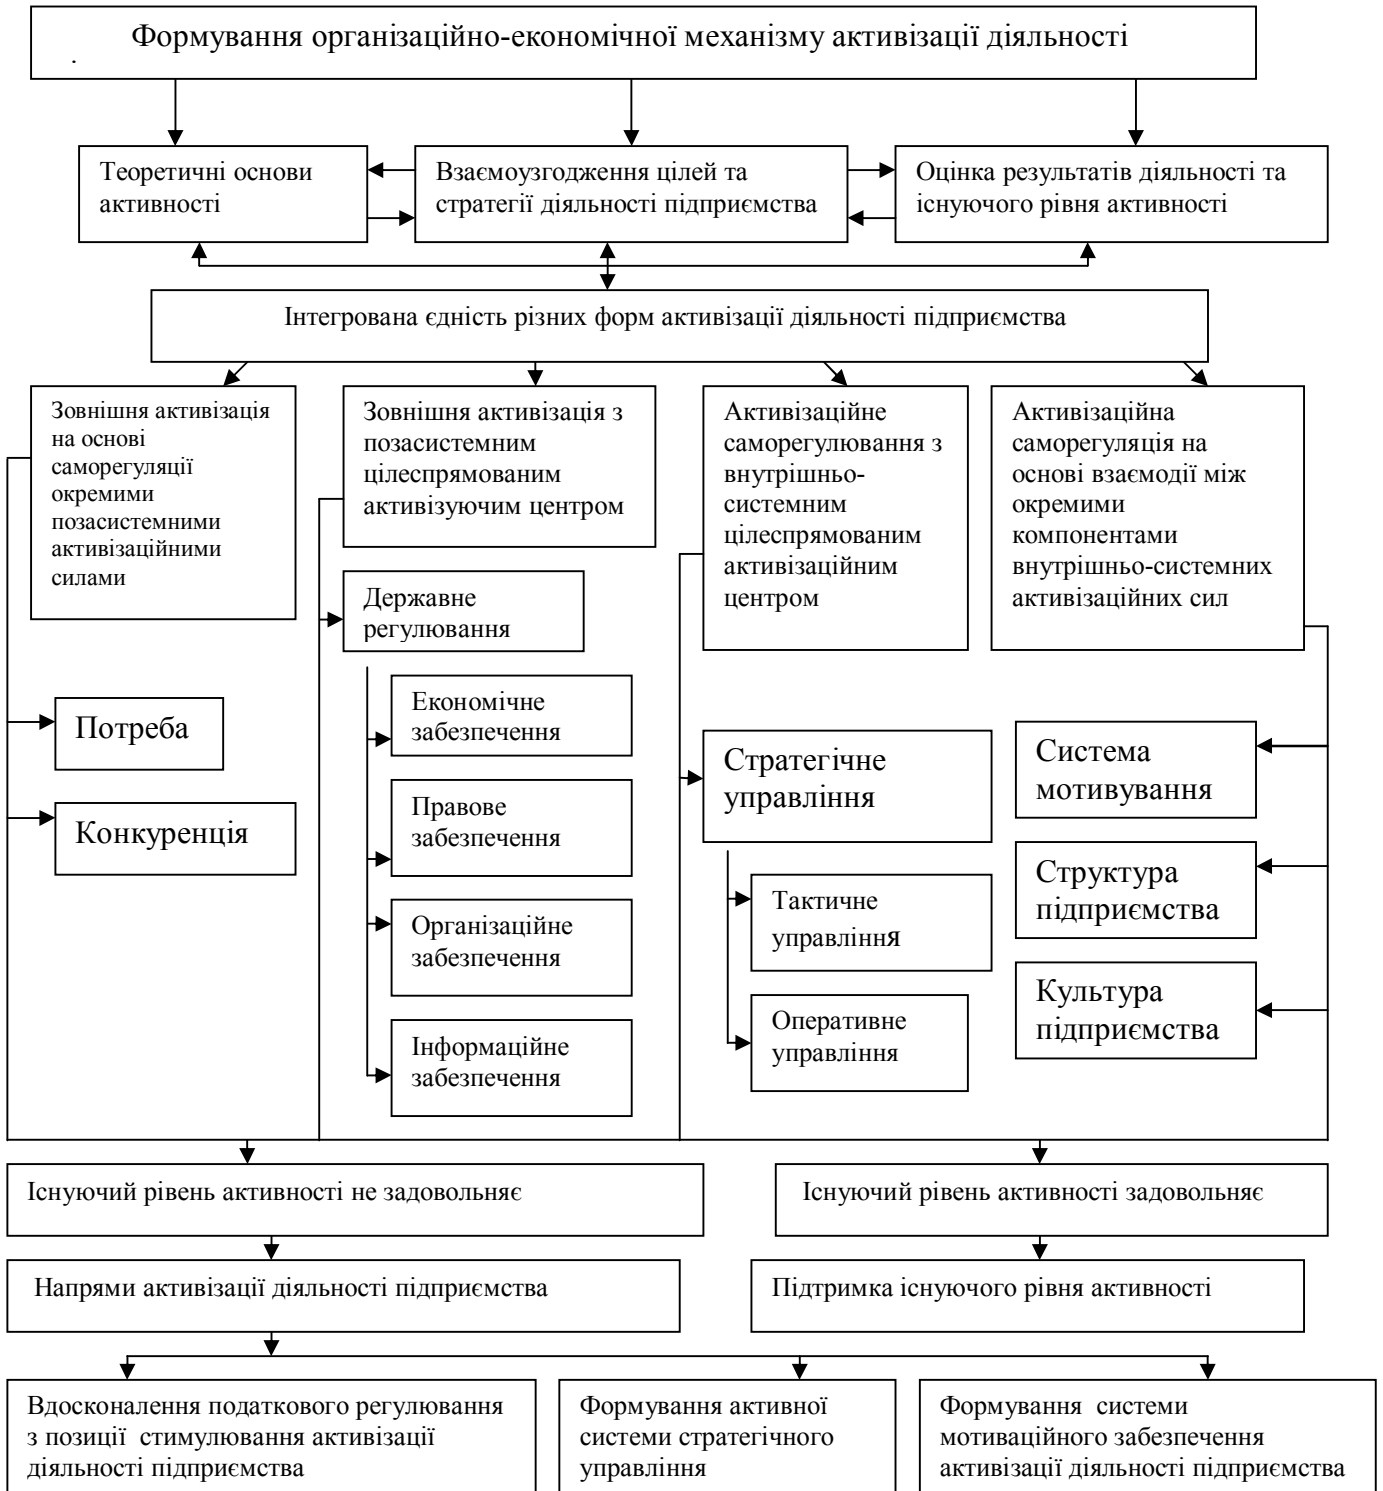 Формування організаційно-економічної механізму активізації діяльності
.
Теоретичні основи
активності
Взаємоузгодження цілей та
стратегії діяльності підприємства
Оцінка результатів діяльності та
існуючого рівня активності
Інтегрована єдність різних форм активізації діяльності підприємства
Зовнішня активізація
на основі
саморегуляції
окремими
позасистемними
активізаційними
силами
Зовнішня активізація з
позасистемним
цілеспрямованим
активізуючим центром
Активізаційне
саморегулювання з
внутрішньо-
системним
цілеспрямованим
активізаційним
центром
Активізаційна
саморегуляція на
основі взаємодії між
окремими
компонентами
внутрішньо-системних
активізаційних сил
Державне
регулювання
Економічне
забезпечення
Правове
забезпечення
Організаційне
забезпечення
Інформаційне
забезпечення
Потреба
Конкуренція
Стратегічне
управління
Тактичне
управління
Оперативне
управління
Система
мотивування
Структура
підприємства
Культура
підприємства
Існуючий рівень активності не задовольняє
Існуючий рівень активності задовольняє
Напрями активізації діяльності підприємства
Підтримка існуючого рівня активності
Вдосконалення податкового регулювання
з позиції стимулювання активізації
діяльності підприємства
Формування активної
системи стратегічного
управління
Формування системи
мотиваційного забезпечення
активізації діяльності підприємства